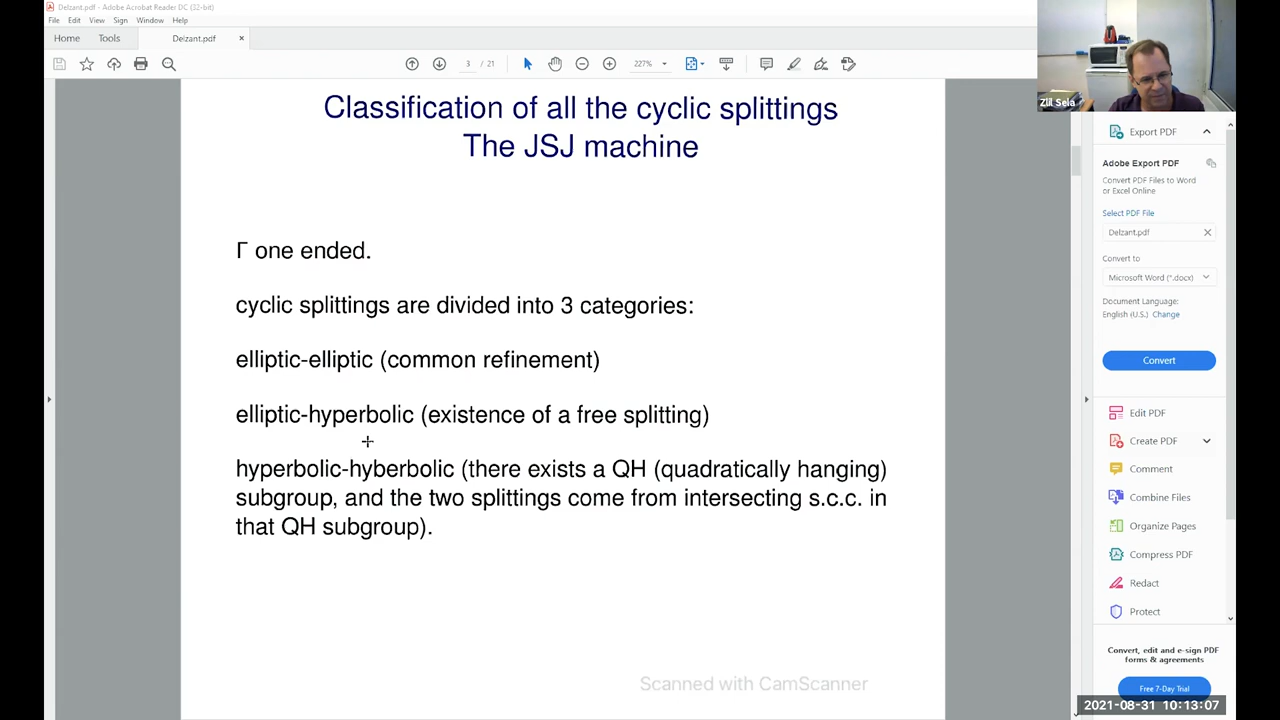 Delzant.pdf - Adobe Acrobat Reader DC (32-bit)
File Edit View Sign Window Help
Home Tools Delzant.pdf ×
3 / 21 227%
Classification of all the cyclic splittings
The JSJ machine
Γ one ended.
cyclic splittings are divided into 3 categories:
elliptic-elliptic (common refinement)
elliptic-hyperbolic (existence of a free splitting)
hyperbolic-hyberbolic (there exists a QH (quadratically hanging)
subgroup, and the two splittings come from intersecting s.c.c. in
that QH subgroup).
Scanned with CamScanner
Zlil Sela
Export PDF
Adobe Export PDF
Convert PDF Files to Word
or Excel Online
Select PDF File
Delzant.pdf
Convert to
Microsoft Word (*.docx)
Document Language:
English (U.S.) Change
Convert
Edit PDF
Create PDF
Comment
Combine Files
Organize Pages
Compress PDF
Redact
Protect
Convert, edit and e-sign PDF
forms & agreements
Free 7-Day Trial
2021-08-31 10:13:07